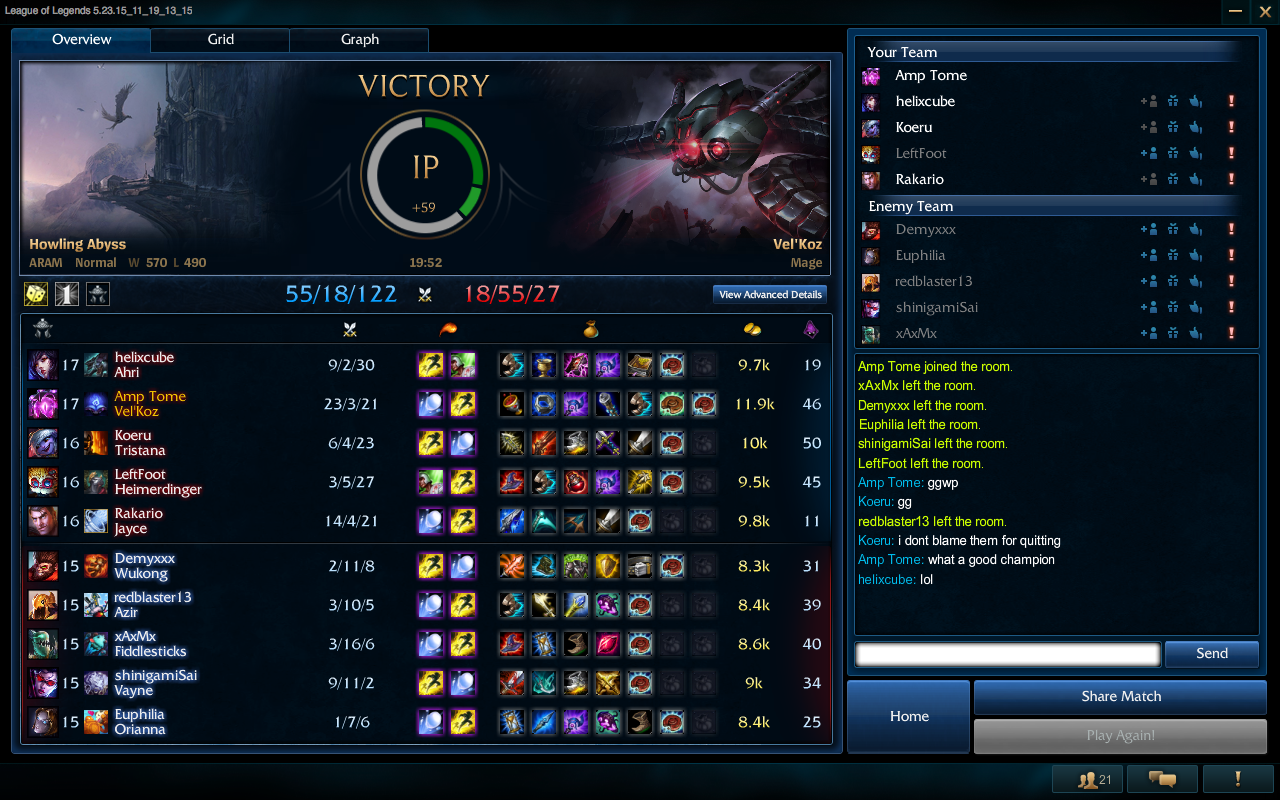 League of Legends 5.23.15_11_19_13_15
Overview
Grid
Graph
VICTORY
IP
+59
Howling Abyss
ARAM Normal W 570 L 490
19:52
Vel'Koz
Mage
1
55/18/122
18/55/27
View Advanced Details
17 helixcube
Ahri
9/2/30
9.7k
19
17 Amp Tome
Vel'Koz
23/3/21
11.9k
46
16 Koeru
Tristana
6/4/23
10k
50
16 LeftFoot
Heimerdinger
3/5/27
9.5k
45
16 Rakario
Jayce
14/4/21
9.8k
11
15 Demyxxx
Wukong
2/11/8
8.3k
31
15 redblaster13
Azir
3/10/5
8.4k
39
15 xAxMx
Fiddlesticks
3/16/6
8.6k
40
15 shinigamiSai
Vayne
9/11/2
9k
34
15 Euphilia
Orianna
1/7/6
8.4k
25
Your Team
Amp Tome
helixcube
Koeru
LeftFoot
Rakario
Enemy Team
Demyxxx
Euphilia
redblaster13
shinigamiSai
xAxMx
Amp Tome joined the room.
xAxMx left the room.
Demyxxx left the room.
Euphilia left the room.
shinigamiSai left the room.
LeftFoot left the room.
Amp Tome: ggwp
Koeru: gg
redblaster13 left the room.
Koeru: i dont blame them for quitting
Amp Tome: what a good champion
helixcube: lol
Send
Home
Share Match
Play Again!
21